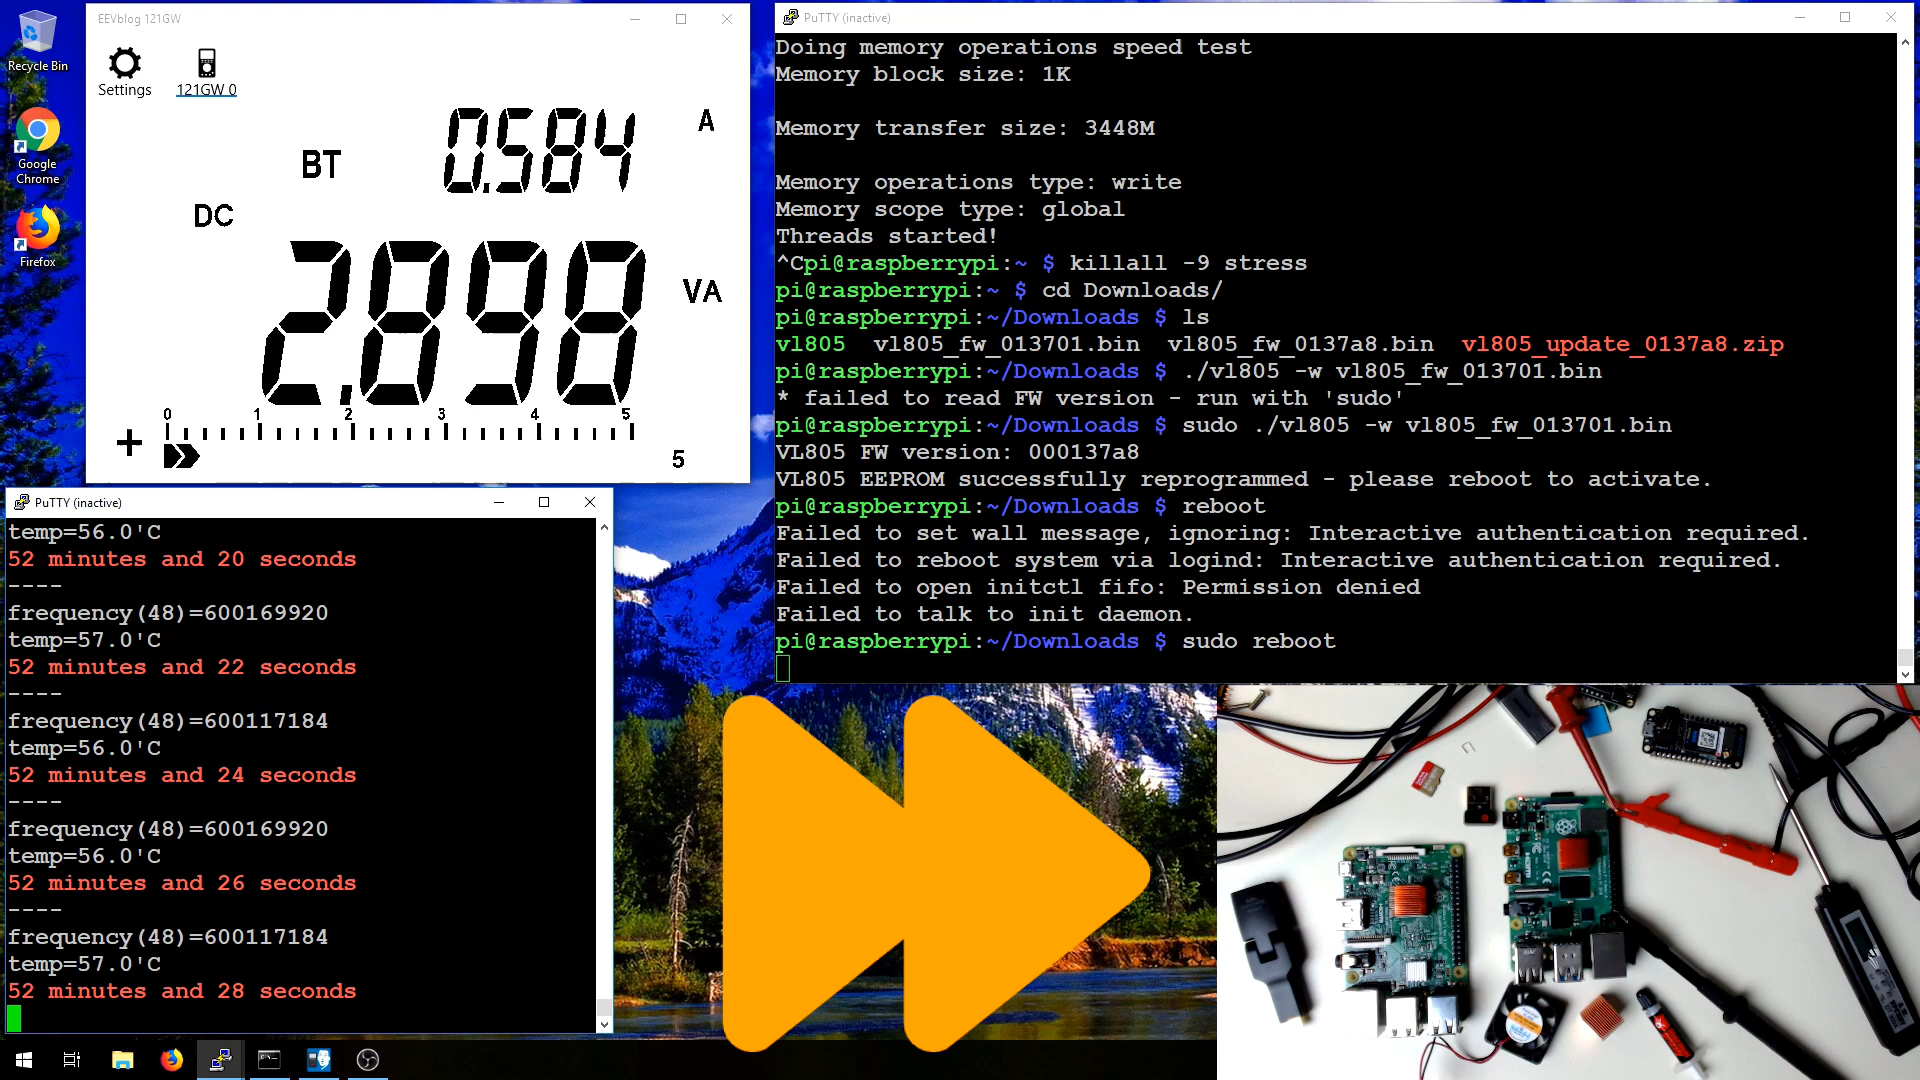 Recycle Bin
Google
Chrome
Firefox
EEVblog 121GW
Settings
121GW 0
0.584
A
BT
DC
2.898
VA
0 1 2 3 4 5
+
5
PuTTY (inactive)
temp=56.0'C
52 minutes and 20 seconds
----
frequency(48)=600169920
temp=57.0'C
52 minutes and 22 seconds
----
frequency(48)=600117184
temp=56.0'C
52 minutes and 24 seconds
----
frequency(48)=600169920
temp=56.0'C
52 minutes and 26 seconds
----
frequency(48)=600117184
temp=57.0'C
52 minutes and 28 seconds
PuTTY (inactive)
Doing memory operations speed test
Memory block size: 1K
Memory transfer size: 3448M
Memory operations type: write
Memory scope type: global
Threads started!
^Cpi@raspberrypi:~ $ killall -9 stress
pi@raspberrypi:~ $ cd Downloads/
pi@raspberrypi:~/Downloads $ ls
vl805  vl805_fw_013701.bin  vl805_fw_0137a8.bin  vl805_update_0137a8.zip
pi@raspberrypi:~/Downloads $ ./vl805 -w vl805_fw_013701.bin
* failed to read FW version - run with 'sudo'
pi@raspberrypi:~/Downloads $ sudo ./vl805 -w vl805_fw_013701.bin
VL805 FW version: 000137a8
VL805 EEPROM successfully reprogrammed - please reboot to activate.
pi@raspberrypi:~/Downloads $ reboot
Failed to set wall message, ignoring: Interactive authentication required.
Failed to reboot system via logind: Interactive authentication required.
Failed to open initctl fifo: Permission denied
Failed to talk to init daemon.
pi@raspberrypi:~/Downloads $ sudo reboot